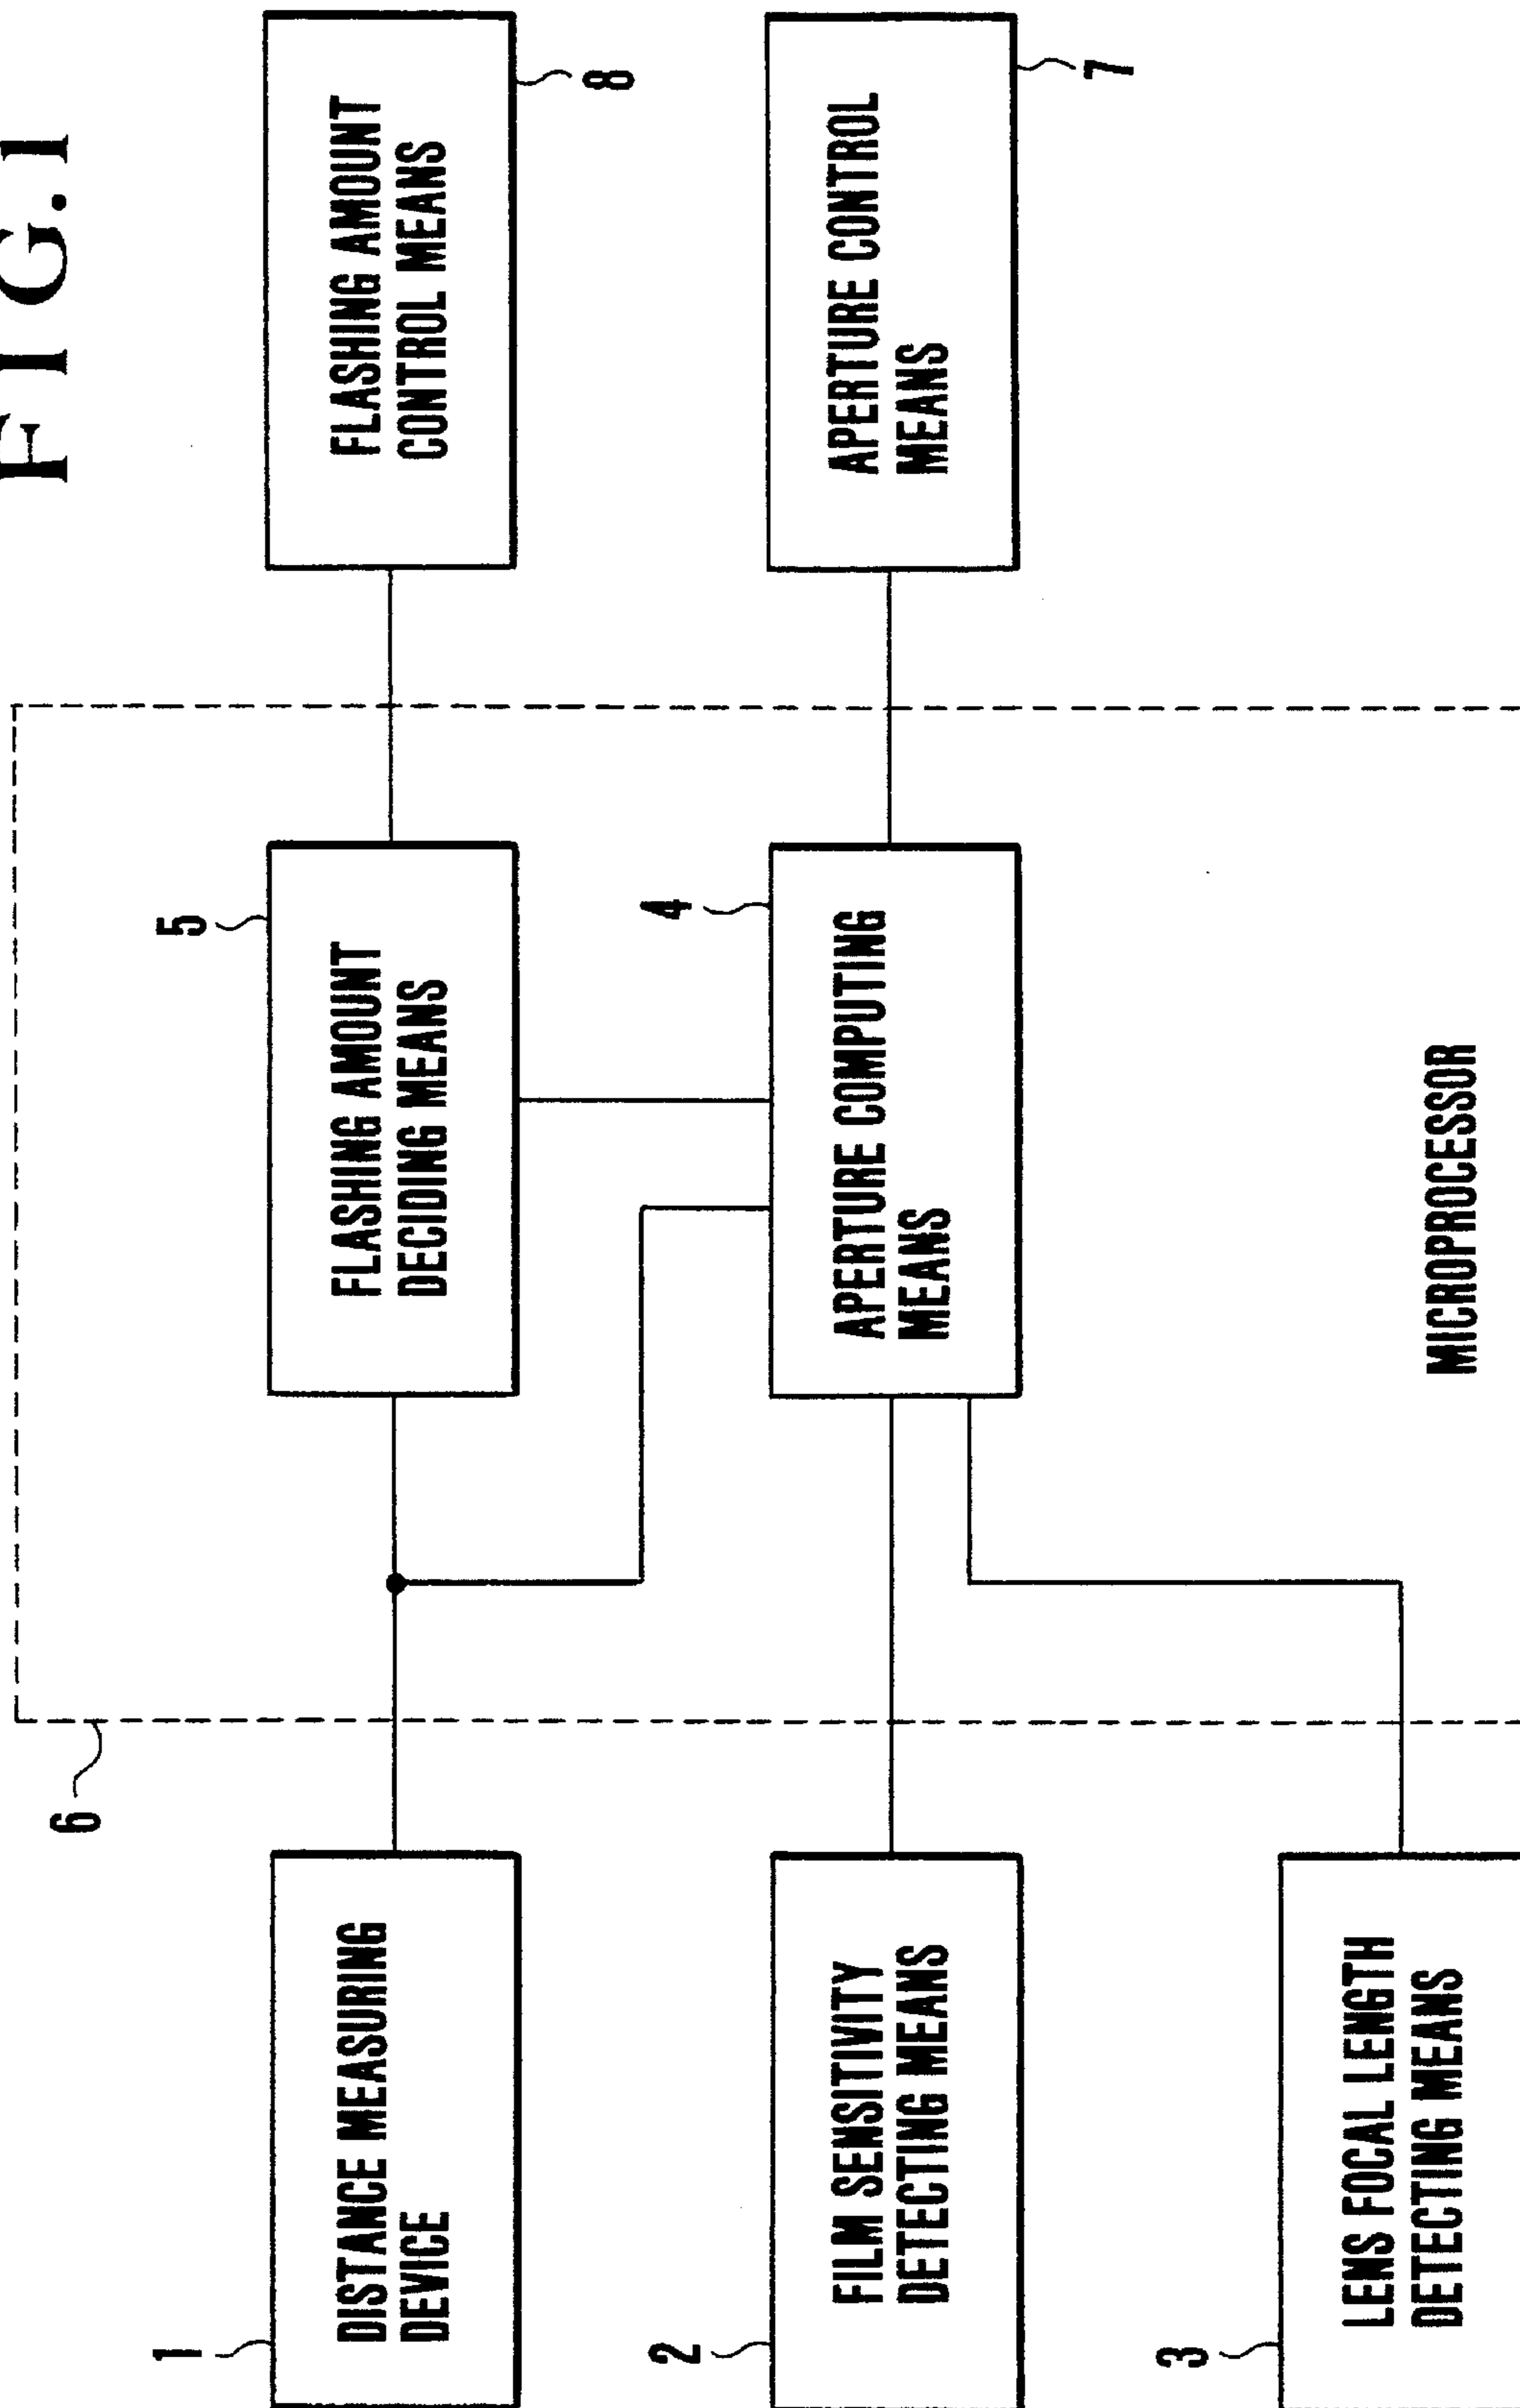 FIG.1
1
DISTANCE MEASURING
DEVICE
2
FILM SENSITIVITY
DETECTING MEANS
3
LENS FOCAL LENGTH
DETECTING MEANS
6
5
FLASHING AMOUNT
DECIDING MEANS
4
APERTURE COMPUTING
MEANS
MICROPROCESSOR
FLASHING AMOUNT
CONTROL MEANS
8
APERTURE CONTROL
MEANS
7